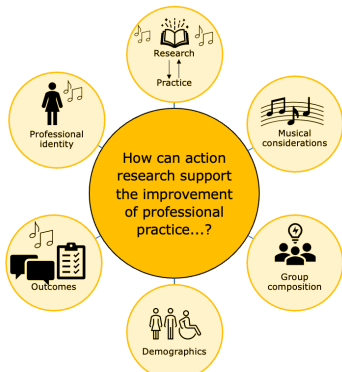 Research
Practice
Professional
identity
Musical
considerations
How can action
research support
the improvement
of professional
practice...?
Outcomes
Group
composition
Demographics